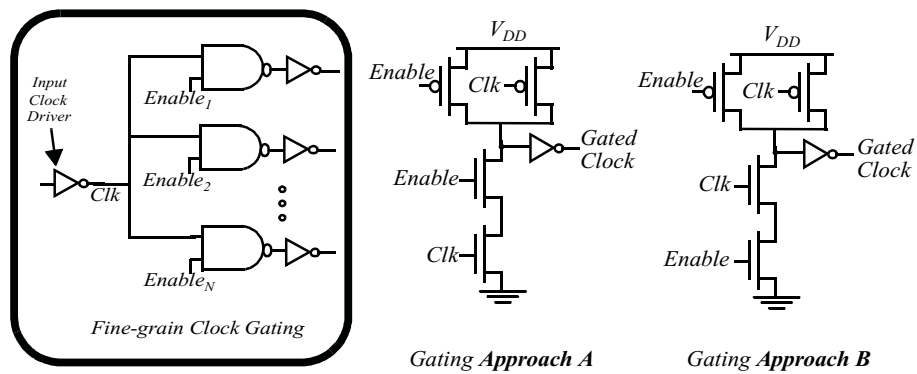 Input
Clock
Driver
Clk
Enable1
Enable2
EnableN
Fine-grain Clock Gating
VDD
Enable
Clk
Gated
Clock
Enable
Clk
Gating Approach A
VDD
Enable
Clk
Gated
Clock
Clk
Enable
Gating Approach B